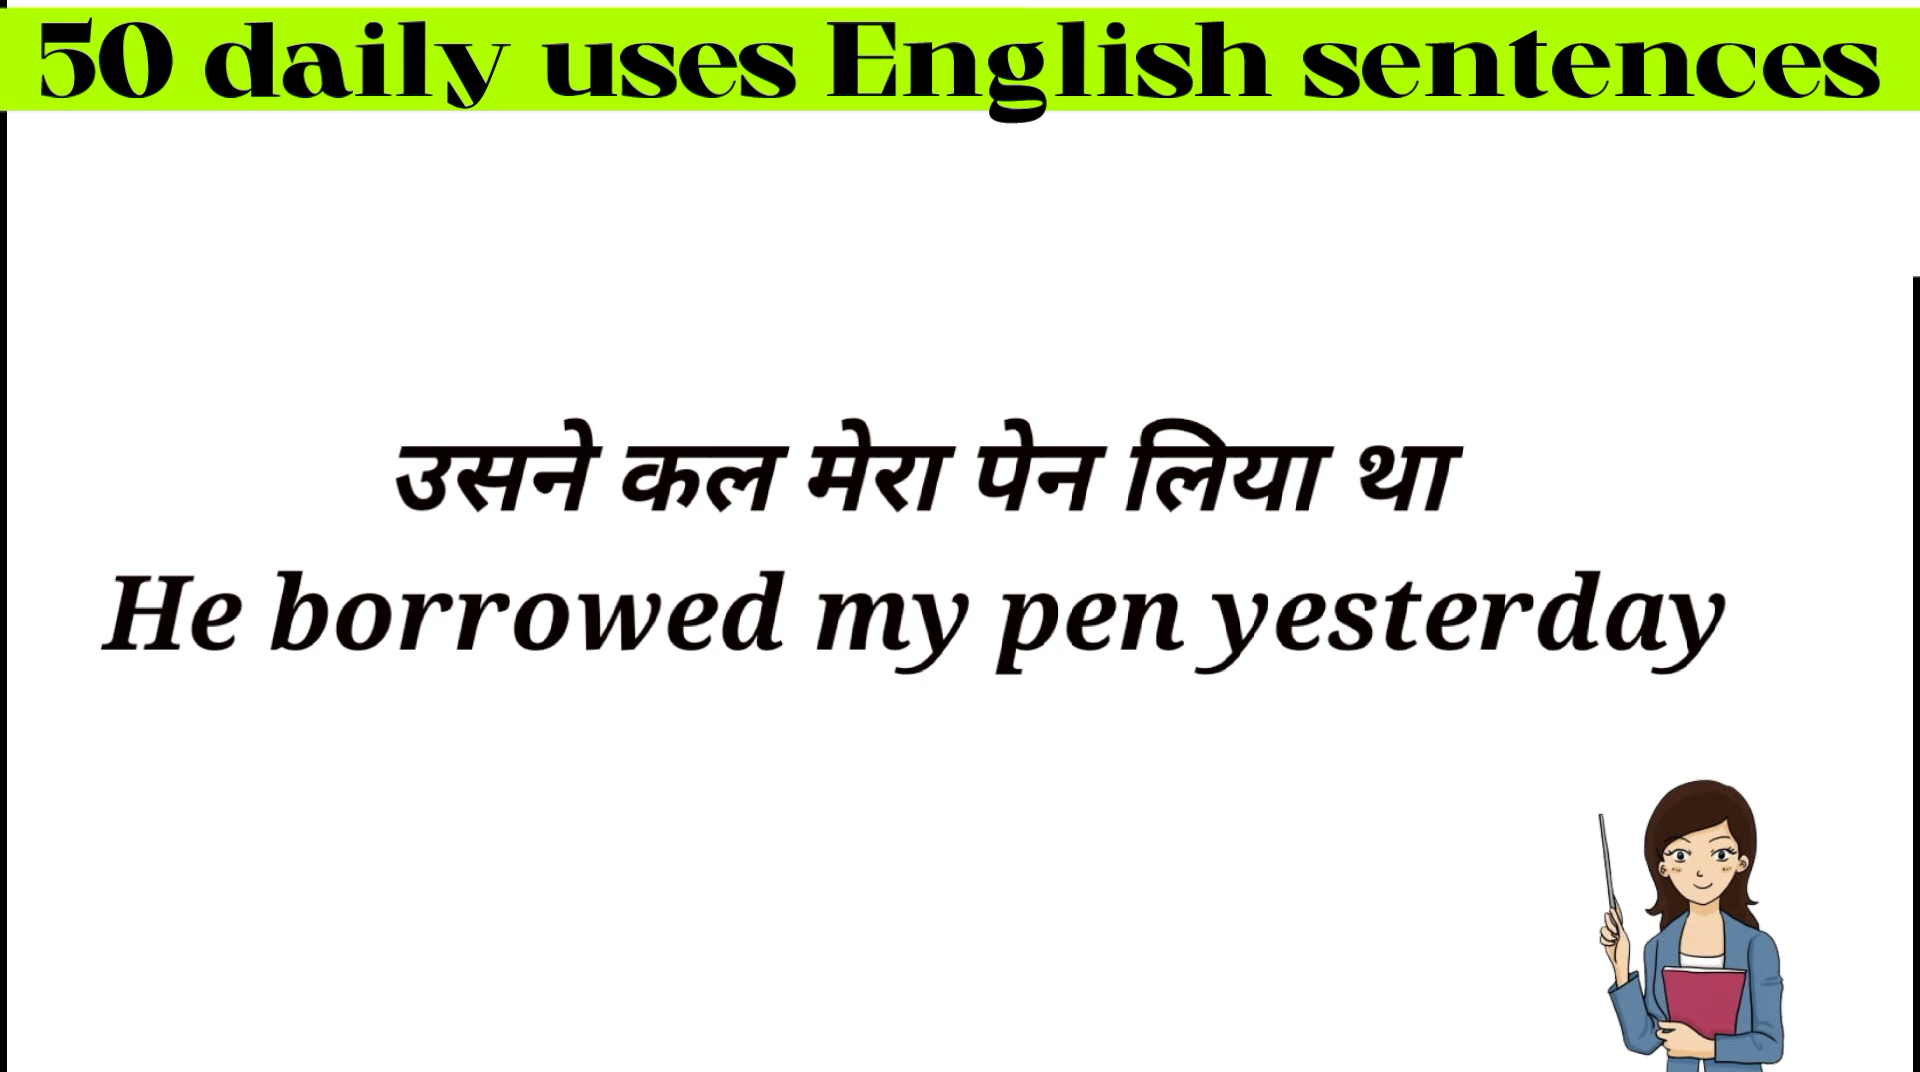 50 daily uses English sentences
उसने कल मेरा पेन लिया था
He borrowed my pen yesterday